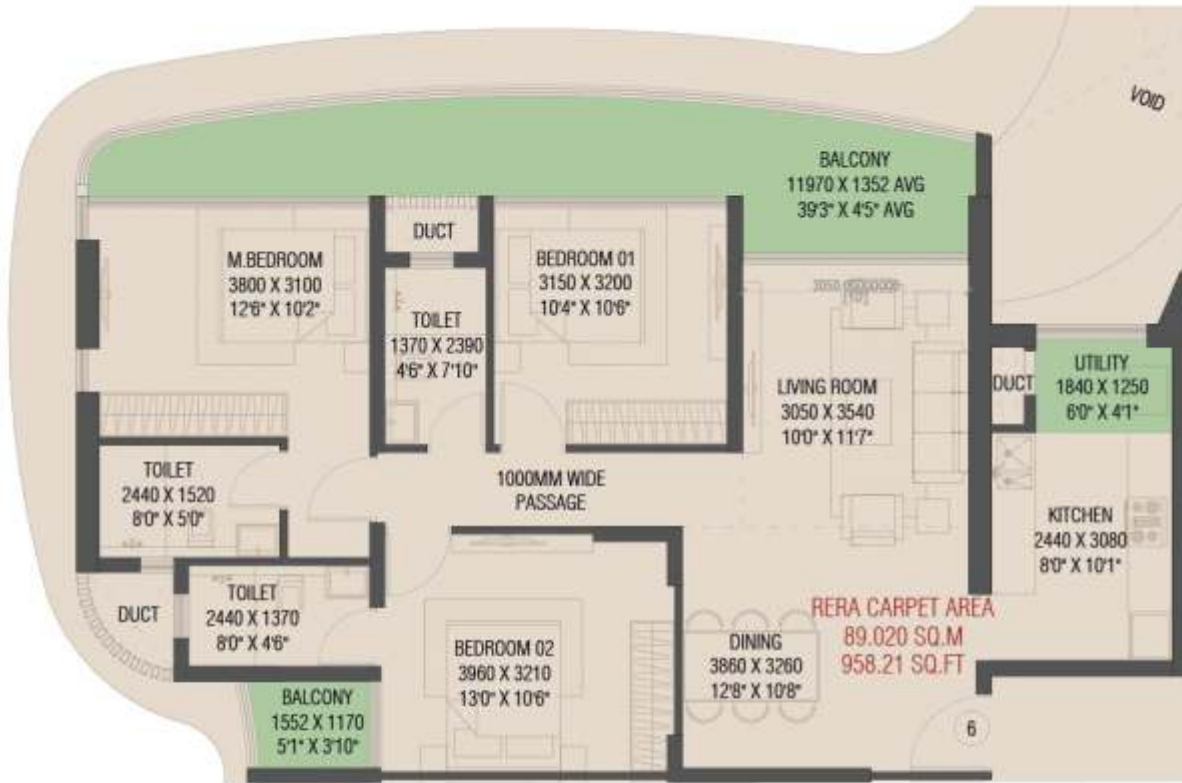 VOID
BALCONY
11970 X 1352 AVG
39'3" X 4'5" AVG
DUCT
M.BEDROOM
3800 X 3100
12'6" X 10'2"
BEDROOM 01
3150 X 3200
10'4" X 10'6"
TOILET
1370 X 2390
4'6" X 7'10"
LIVING ROOM
3050 X 3540
10'0" X 11'7"
DUCT
UTILITY
1840 X 1250
6'0" X 4'1"
TOILET
2440 X 1520
8'0" X 5'0"
1000MM WIDE
PASSAGE
KITCHEN
2440 X 3080
8'0" X 10'1"
DUCT
TOILET
2440 X 1370
8'0" X 4'6"
RERA CARPET AREA
89.020 SQ.M
958.21 SQ.FT
BEDROOM 02
3960 X 3210
13'0" X 10'6"
DINING
3860 X 3260
12'8" X 10'8"
BALCONY
1552 X 1170
5'1" X 3'10"
6